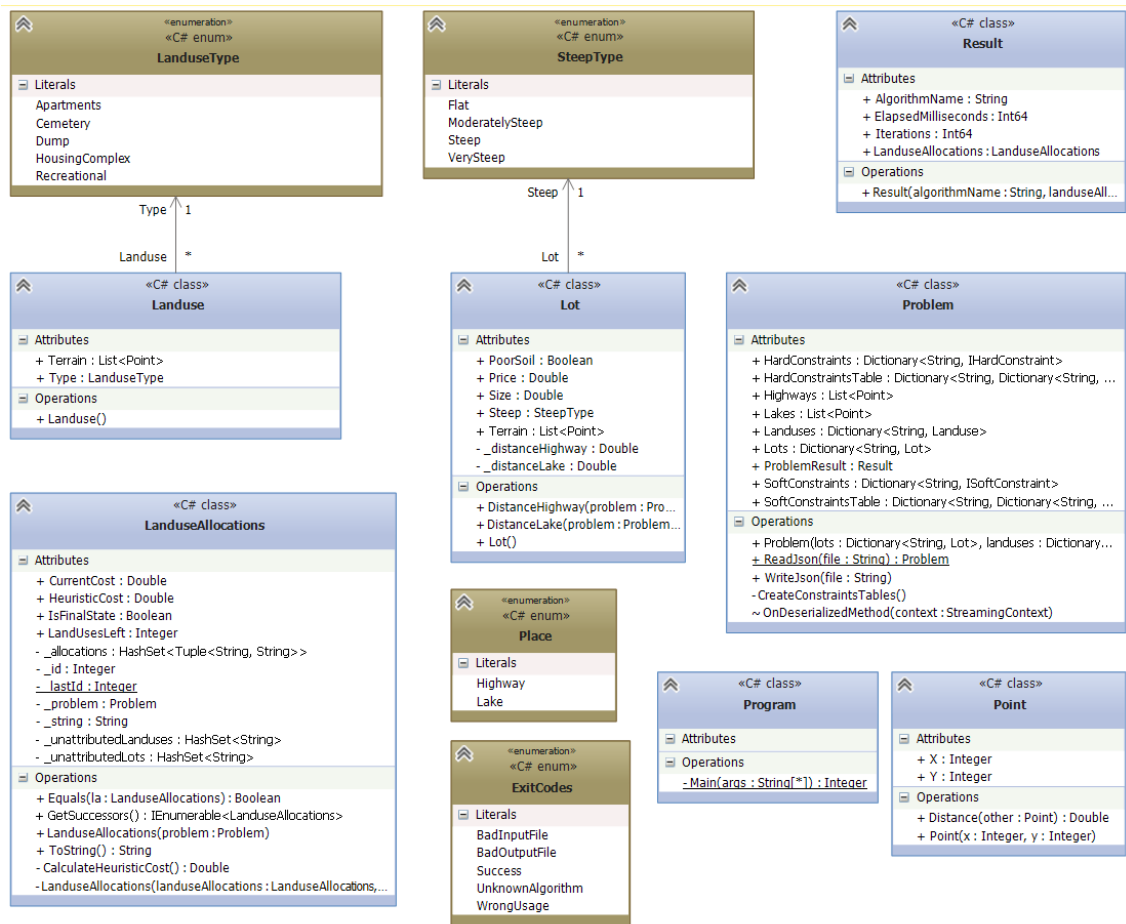 «enumeration»
«C# enum»
LanduseType
Literals
Apartments
Cemetery
Dump
HousingComplex
Recreational
Type
1
Landuse
*
«C# class»
Landuse
Attributes
+ Terrain : List<Point>
+ Type : LanduseType
Operations
+ Landuse()
«enumeration»
«C# enum»
SteepType
Literals
Flat
ModeratelySteep
Steep
VerySteep
Steep
1
Lot
*
«C# class»
Lot
Attributes
+ PoorSoil : Boolean
+ Price : Double
+ Size : Double
+ Steep : SteepType
+ Terrain : List<Point>
- _distanceHighway : Double
- _distanceLake : Double
Operations
+ DistanceHighway(problem : Pro...
+ DistanceLake(problem : Problem...
+ Lot()
«C# class»
Result
Attributes
+ AlgorithmName : String
+ ElapsedMilliseconds : Int64
+ Iterations : Int64
+ LanduseAllocations : LanduseAllocations
Operations
+ Result(algorithmName : String, landuseAll...
«C# class»
Problem
Attributes
+ HardConstraints : Dictionary<String, IHardConstraint>
+ HardConstraintsTable : Dictionary<String, Dictionary<String, ...
+ Highways : List<Point>
+ Lakes : List<Point>
+ Landuses : Dictionary<String, Landuse>
+ Lots : Dictionary<String, Lot>
+ ProblemResult : Result
+ SoftConstraints : Dictionary<String, ISoftConstraint>
+ SoftConstraintsTable : Dictionary<String, Dictionary<String, ...
Operations
+ Problem(lots : Dictionary<String, Lot>, landuses : Dictionary...
+ ReadJson(file : String) : Problem
+ WriteJson(file : String)
- CreateConstraintsTables()
~ OnDeserializedMethod(context : StreamingContext)
«C# class»
LanduseAllocations
Attributes
+ CurrentCost : Double
+ HeuristicCost : Double
+ IsFinalState : Boolean
+ LandUsesLeft : Integer
- _allocations : HashSet<Tuple<String, String>>
- _id : Integer
- _lastId : Integer
- _problem : Problem
- _string : String
- _unattributedLanduses : HashSet<String>
- _unattributedLots : HashSet<String>
Operations
+ Equals(la : LanduseAllocations) : Boolean
+ GetSuccessors() : IEnumerable<LanduseAllocations>
+ LanduseAllocations(problem : Problem)
+ ToString() : String
- CalculateHeuristicCost() : Double
- LanduseAllocations(landuseAllocations : LanduseAllocations,...
«enumeration»
«C# enum»
Place
Literals
Highway
Lake
«enumeration»
«C# enum»
ExitCodes
Literals
BadInputFile
BadOutputFile
Success
UnknownAlgorithm
WrongUsage
«C# class»
Program
Attributes
Operations
- Main(args : String[*]) : Integer
«C# class»
Point
Attributes
+ X : Integer
+ Y : Integer
Operations
+ Distance(other : Point) : Double
+ Point(x : Integer, y : Integer)